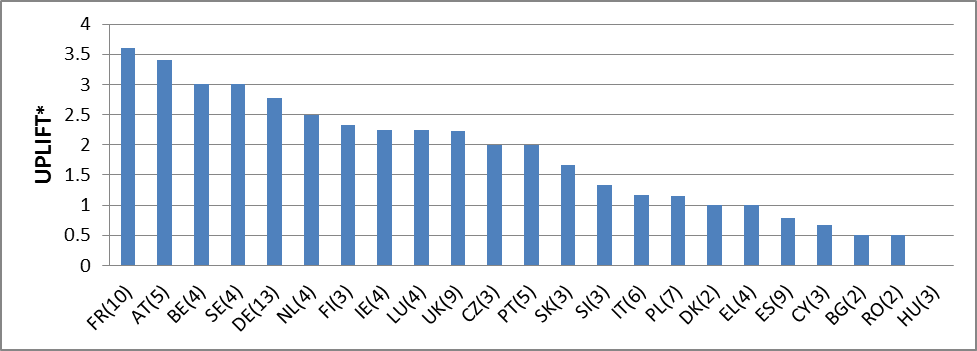 4
3.5
3
2.5
2
1.5
1
0.5
0
UPLIFT*
FR(10)
AT(5)
BE(4)
SE(4)
DE(13)
NL(4)
FI(3)
IE(4)
LU(4)
UK(9)
CZ(3)
PT(5)
SK(3)
SI(3)
IT(6)
PL(7)
DK(2)
EL(4)
ES(9)
CY(3)
BG(2)
RO(2)
HU(3)